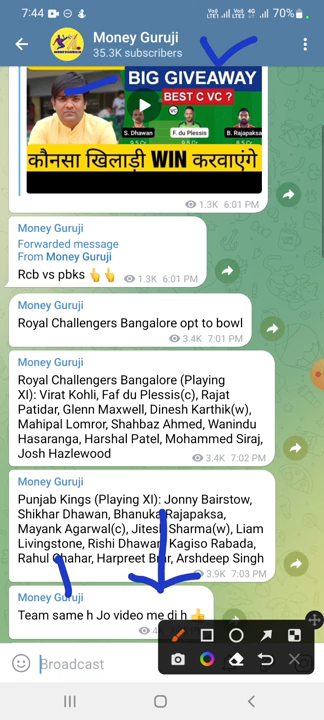 7:44
70%
Money Guruji
35.3K subscribers
BIG GIVEAWAY
BEST C VC ?
VC
S. Dhawan
F. du Plessis
B. Rajapaksa
कौनसा खिलाड़ी WIN करवाएंगे
1.3K 6:01 PM
Money Guruji
Forwarded message
From Money Guruji
Rcb vs pbks
1.3K 6:01 PM
Money Guruji
Royal Challengers Bangalore opt to bowl
3.4K 7:01 PM
Money Guruji
Royal Challengers Bangalore (Playing
XI): Virat Kohli, Faf du Plessis(c), Rajat
Patidar, Glenn Maxwell, Dinesh Karthik(w),
Mahipal Lomror, Shahbaz Ahmed, Wanindu
Hasaranga, Harshal Patel, Mohammed Siraj,
Josh Hazlewood
3.4K 7:02 PM
Money Guruji
Punjab Kings (Playing XI): Jonny Bairstow,
Shikhar Dhawan, Bhanuka Rajapaksa,
Mayank Agarwal(c), Jitesh Sharma(w), Liam
Livingstone, Rishi Dhawan, Kagiso Rabada,
Rahul Chahar, Harpreet Brar, Arshdeep Singh
3.9K 7:03 PM
Money Guruji
Team same h Jo video me di h
Broadcast